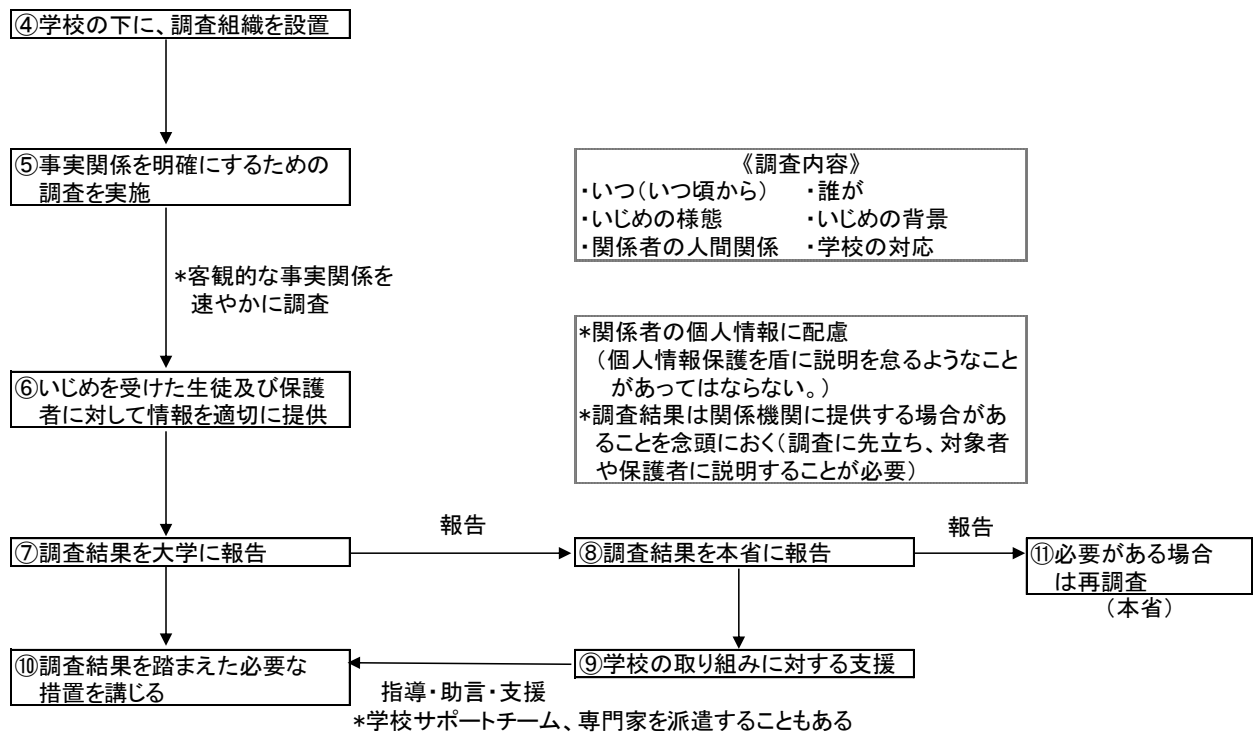 ④学校の下に、調査組織を設置
⑤事実関係を明確にするための
調査を実施
《調査内容》
・いつ（いつ頃から） ・誰が
・いじめの様態 ・いじめの背景
・関係者の人間関係 ・学校の対応
*客観的な事実関係を
速やかに調査
*関係者の個人情報に配慮
（個人情報保護を盾に説明を怠るようなこと
があってはならない。）
*調査結果は関係機関に提供する場合があ
ることを念頭におく（調査に先立ち、対象者
や保護者に説明することが必要）
⑥いじめを受けた生徒及び保護
者に対して情報を適切に提供
報告
報告
⑦調査結果を大学に報告
⑧調査結果を本省に報告
⑪必要がある場合
は再調査
（本省）
⑩調査結果を踏まえた必要な
措置を講じる
⑨学校の取り組みに対する支援
指導・助言・支援
*学校サポートチーム、専門家を派遣することもある